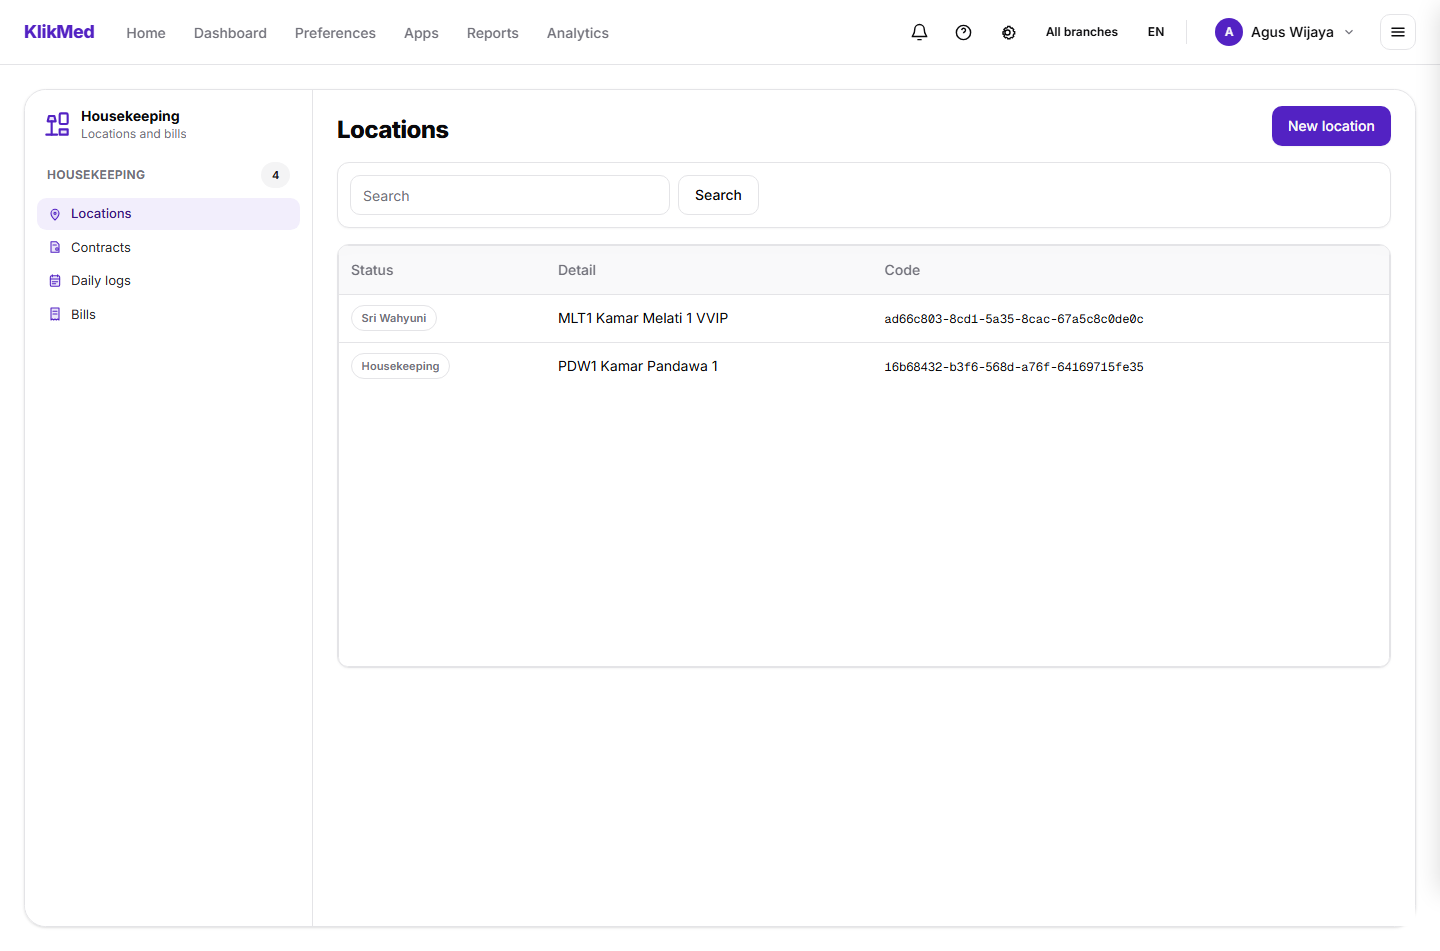 KlikMed
Home
Dashboard
Preferences
Apps
Reports
Analytics
All branches
EN
A
Agus Wijaya
Housekeeping
Locations and bills
HOUSEKEEPING
4
Locations
Contracts
Daily logs
Bills
Locations
New location
Search
Search
Status
Detail
Code
Sri Wahyuni
MLT1 Kamar Melati 1 VVIP
ad66c803-8cd1-5a35-8cac-67a5c8c0de0c
Housekeeping
PDW1 Kamar Pandawa 1
16b68432-b3f6-568d-a76f-64169715fe35